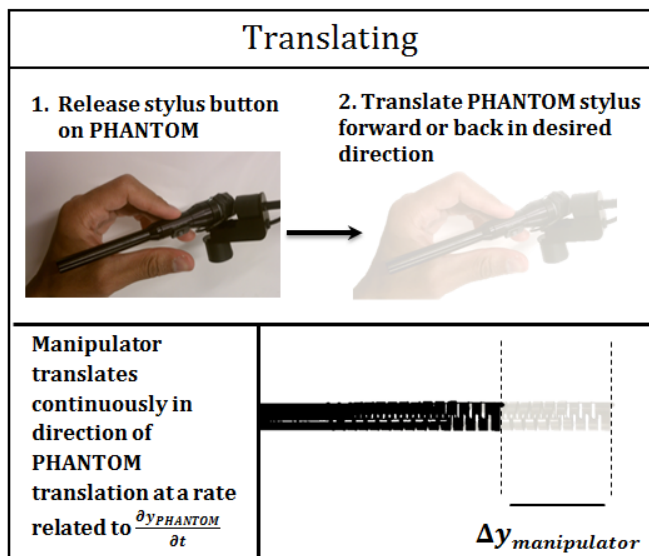 Translating
1. Release stylus button
on PHANTOM
2. Translate PHANTOM stylus
forward or back in desired
direction
Manipulator
translates
continuously in
direction of
PHANTOM
translation at a rate
related to ∂y_PHANTOM/∂t
Δy_manipulator